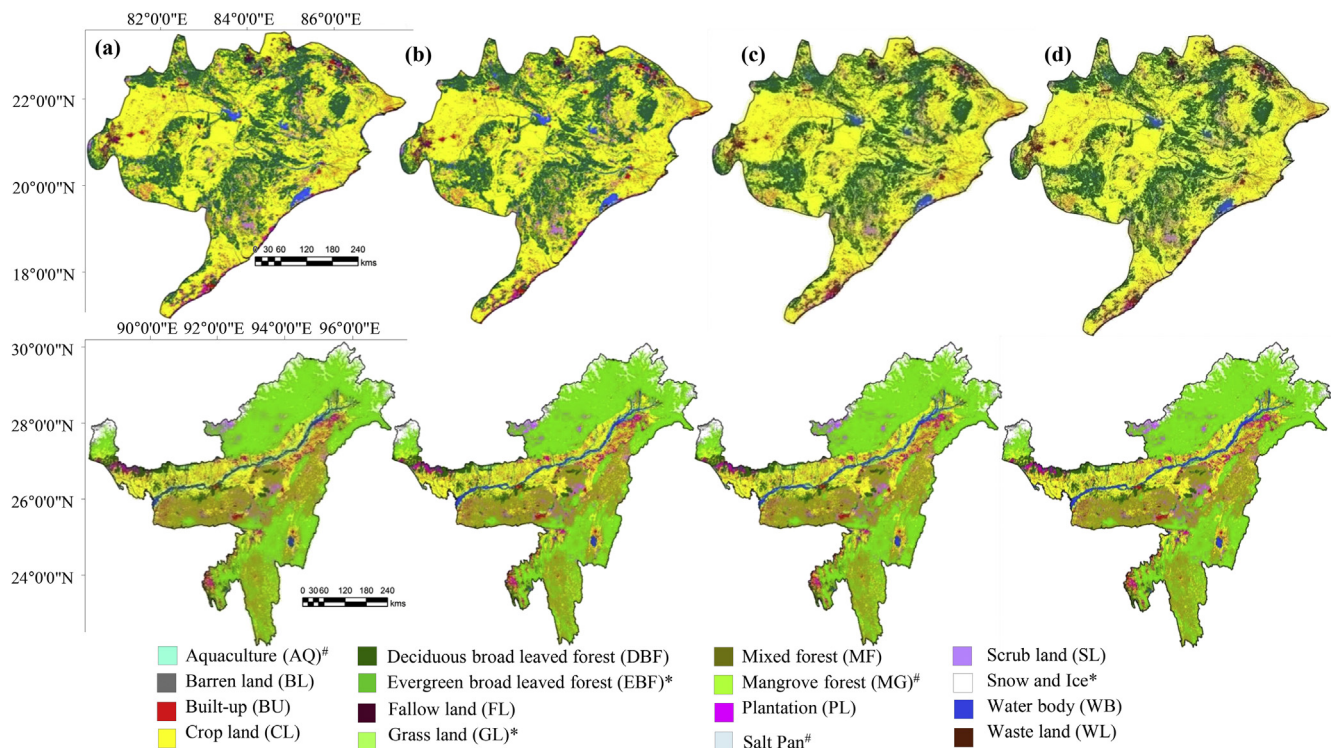 82°0'0"E 84°0'0"E 86°0'0"E
(a) (b) (c) (d)
22°0'0"N
20°0'0"N
18°0'0"N
0 30 60 120 180 240
kms
90°0'0"E 92°0'0"E 94°0'0"E 96°0'0"E
30°0'0"N
28°0'0"N
26°0'0"N
24°0'0"N
0 30 60 120 180 240
kms
Aquaculture (AQ)#
Barren land (BL)
Built-up (BU)
Crop land (CL)
Deciduous broad leaved forest (DBF)
Evergreen broad leaved forest (EBF)*
Fallow land (FL)
Grass land (GL)*
Mixed forest (MF)
Mangrove forest (MG)#
Plantation (PL)
Salt Pan#
Scrub land (SL)
Snow and Ice*
Water body (WB)
Waste land (WL)